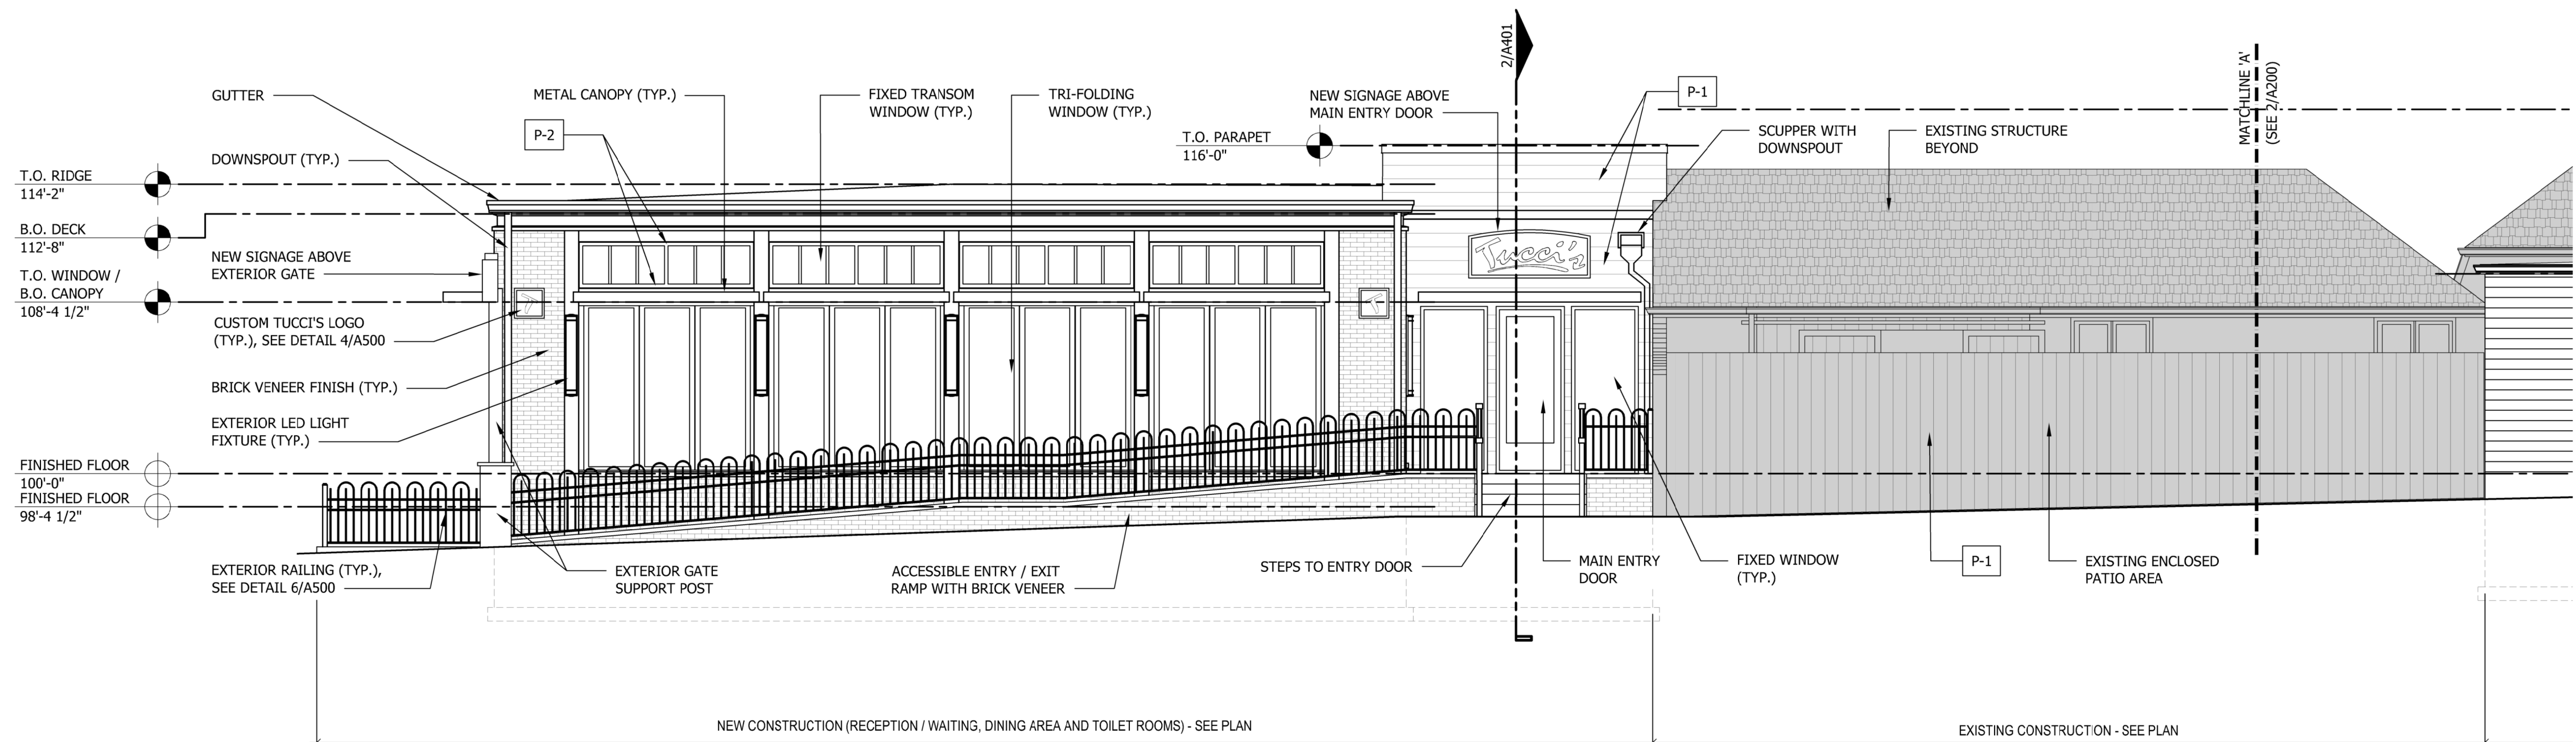 2/A401
MATCHLINE 'A'
(SEE 2/A200)
GUTTER
METAL CANOPY (TYP.)
P-2
FIXED TRANSOM
WINDOW (TYP.)
TRI-FOLDING
WINDOW (TYP.)
NEW SIGNAGE ABOVE
MAIN ENTRY DOOR
P-1
T.O. PARAPET
116'-0"
SCUPPER WITH
DOWNSPOUT
EXISTING STRUCTURE
BEYOND
DOWNSPOUT (TYP.)
T.O. RIDGE
114'-2"
B.O. DECK
112'-8"
NEW SIGNAGE ABOVE
EXTERIOR GATE
Tucci'z
T.O. WINDOW /
B.O. CANOPY
108'-4 1/2"
T
T
CUSTOM TUCCI'S LOGO
(TYP.), SEE DETAIL 4/A500
BRICK VENEER FINISH (TYP.)
EXTERIOR LED LIGHT
FIXTURE (TYP.)
FINISHED FLOOR
100'-0"
FINISHED FLOOR
98'-4 1/2"
EXTERIOR RAILING (TYP.),
SEE DETAIL 6/A500
EXTERIOR GATE
SUPPORT POST
ACCESSIBLE ENTRY / EXIT
RAMP WITH BRICK VENEER
STEPS TO ENTRY DOOR
MAIN ENTRY
DOOR
FIXED WINDOW
(TYP.)
P-1
EXISTING ENCLOSED
PATIO AREA
NEW CONSTRUCTION (RECEPTION / WAITING, DINING AREA AND TOILET ROOMS) - SEE PLAN
EXISTING CONSTRUCTION - SEE PLAN